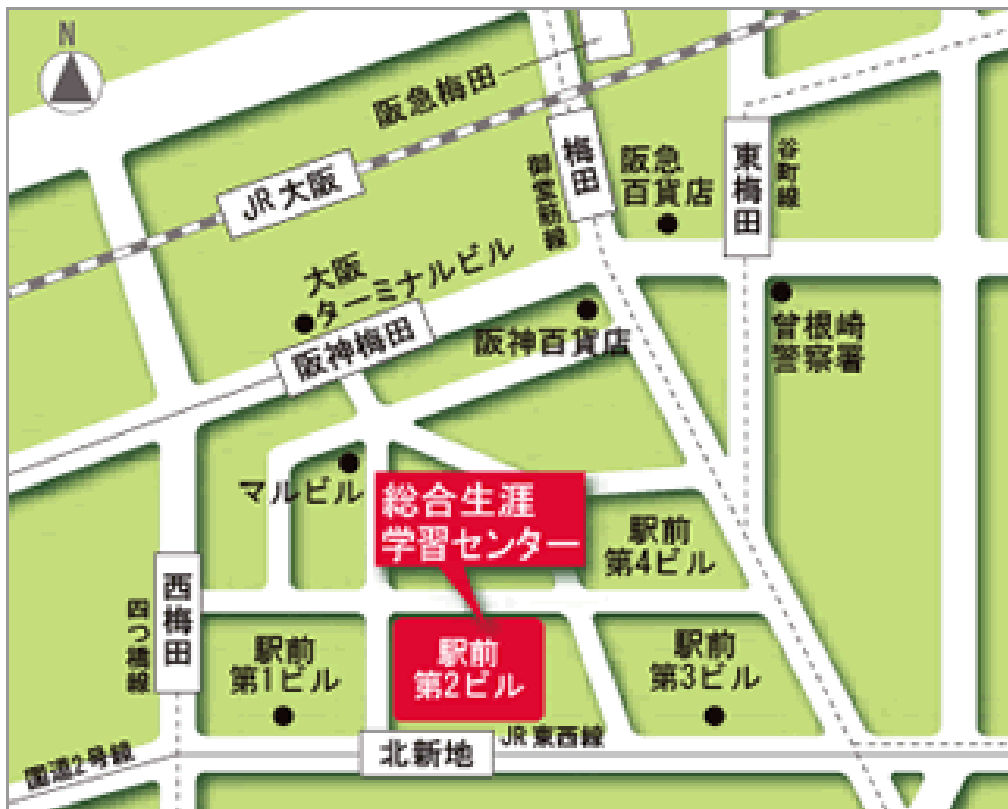 N
阪急梅田
JR大阪
梅田
御堂筋線
阪急
百貨店
東梅田
谷町線
大阪
ターミナルビル
阪神梅田
阪神百貨店
曾根崎
警察署
マルビル
総合生涯
学習センター
駅前
第4ビル
西梅田
四つ橋線
駅前
第1ビル
駅前
第2ビル
駅前
第3ビル
JR東西線
北新地
国道2号線